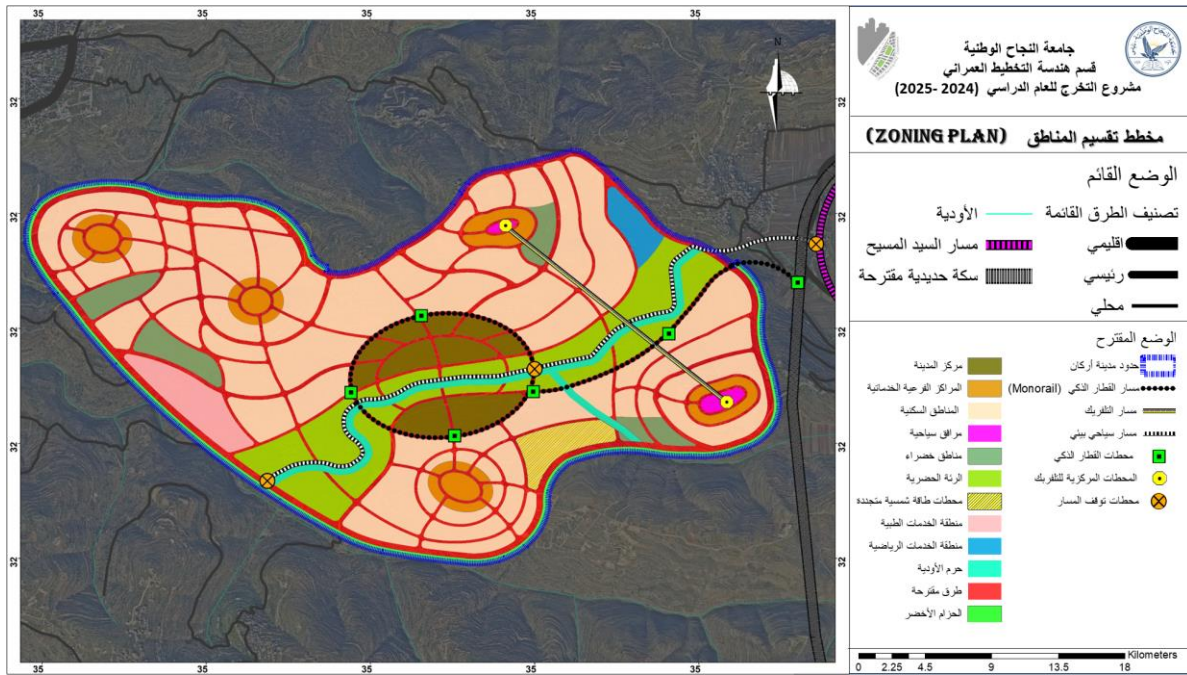 35 35 35 35 35
N
32 32
32 32
32 32
32 32
32 32
35 35 35 35 35
جامعة النجاح الوطنية
قسم هندسة التخطيط العمراني
مشروع التخرج للعام الدراسي (2024 -2025)
مخطط تقسيم المناطق (ZONING PLAN)
الوضع القائم
تصنيف الطرق القائمة
اقليمي
رئيسي
محلي
الأودية
مسار السيد المسيح
سكة حديدية مقترحة
الوضع المقترح
حدود مدينة أركان
مسار القطار الذكي (Monorail)
مسار التلفريك
مسار سياحي بيئي
محطات القطار الذكي
المحطات المركزية للتلفريك
محطات توقف المسار
مركز المدينة
المراكز الفرعية الخدماتية
المناطق السكنية
مرافق سياحية
مناطق خضراء
الرئة الحضرية
محطات طاقة شمسية متجددة
منطقة الخدمات الطبية
منطقة الخدمات الرياضية
حرم الأودية
طرق مقترحة
الحزام الأخضر
Kilometers
0 2.25 4.5 9 13.5 18